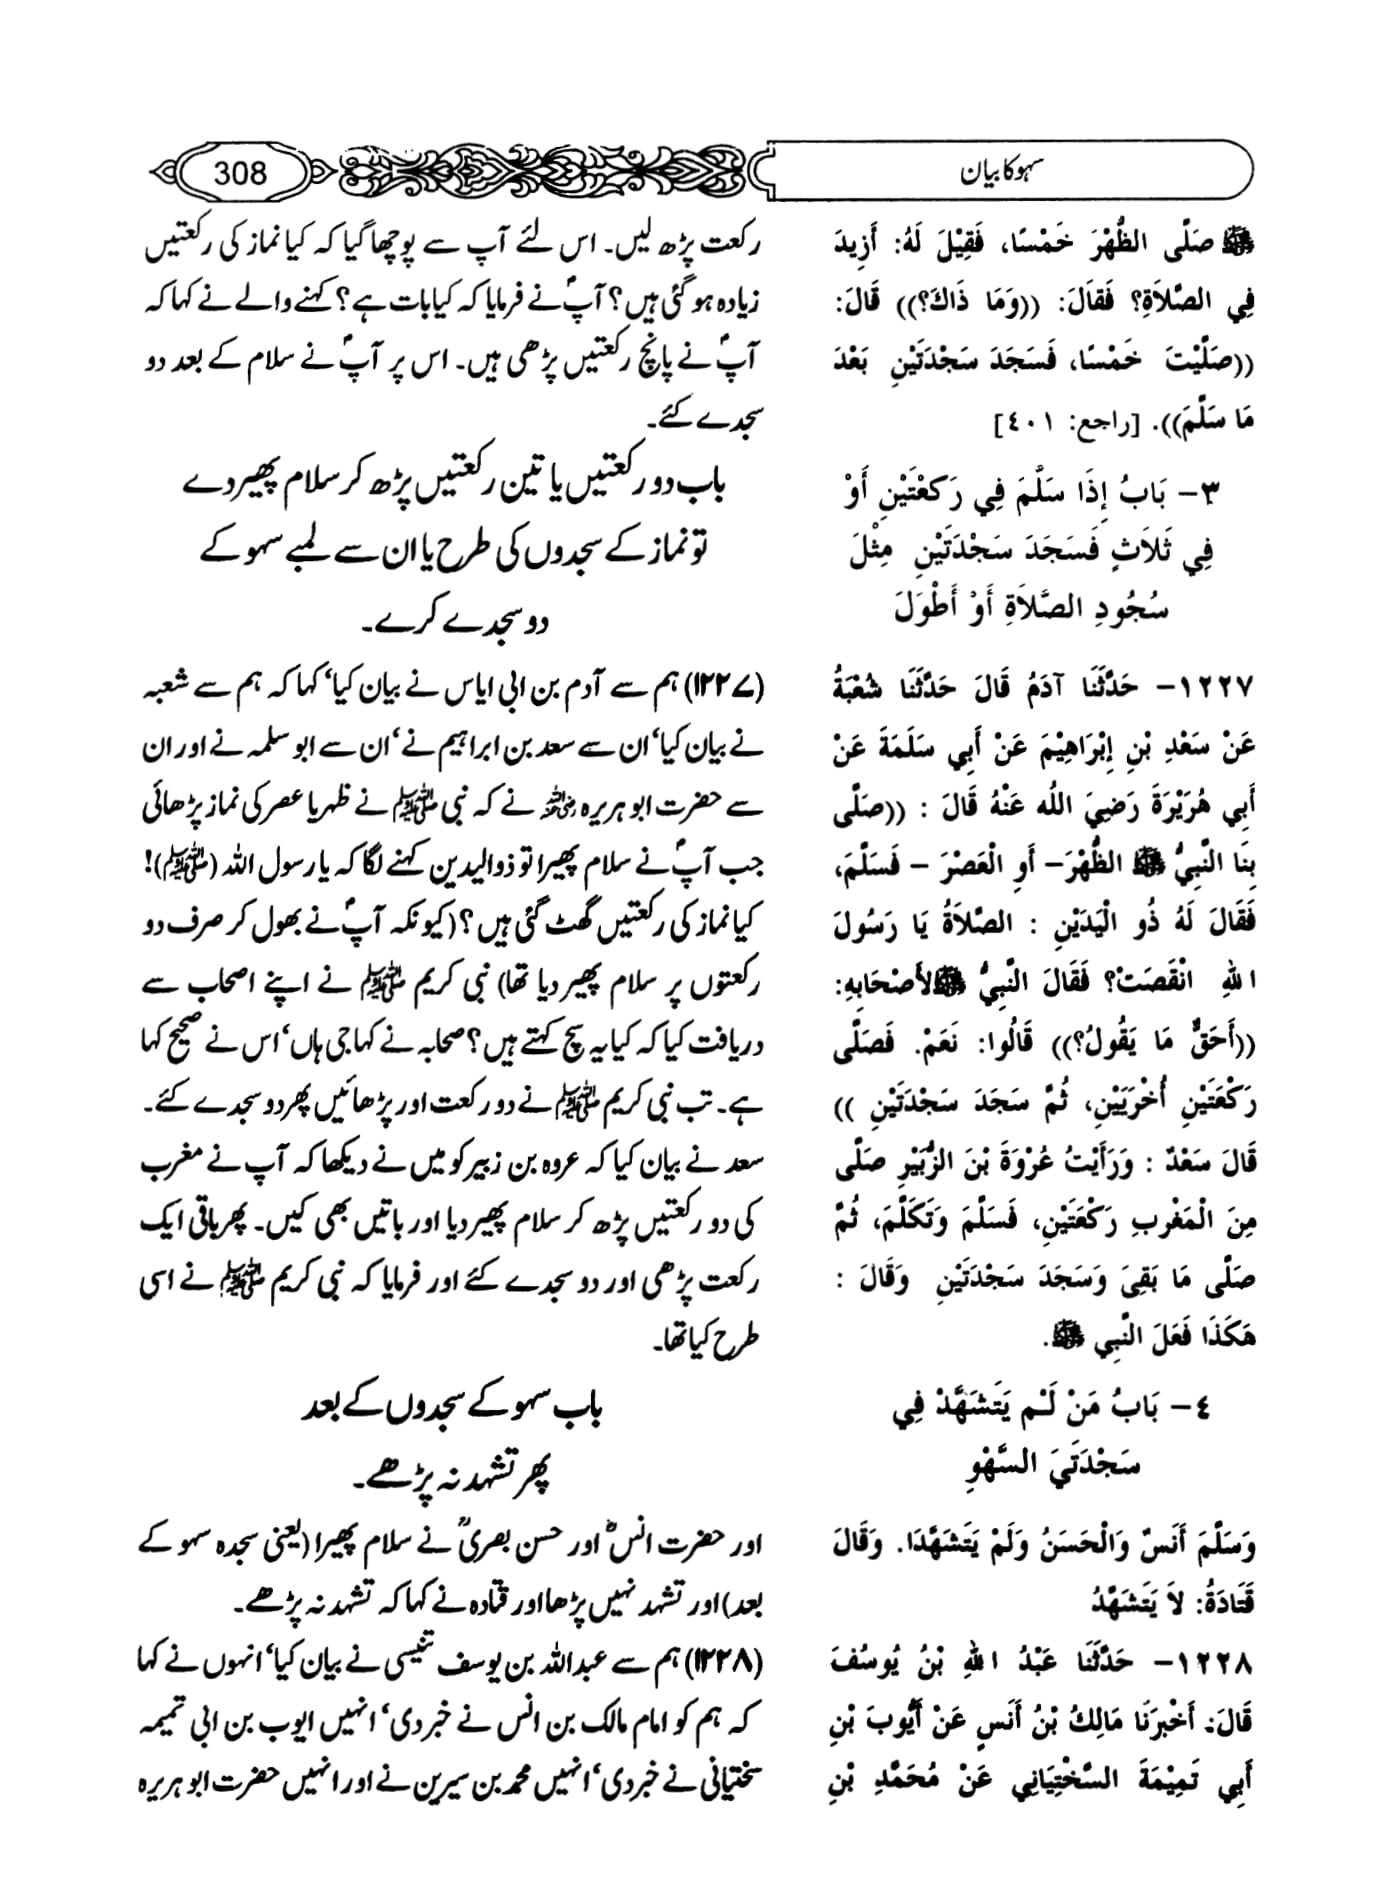 سہو کا بیان
308
ﷺ صَلَّى الظُّهْرَ خَمْسًا، فَقِيْلَ لَهُ: أَزِيدَ
فِي الصَّلاَةِ؟ فَقَالَ: ((وَمَا ذَاكَ؟)) قَالَ:
((صَلَّيْتَ خَمْسًا، فَسَجَدَ سَجْدَتَيْنِ بَعْدَ
مَا سَلَّمَ)). [راجع: ٤٠١]
٣- بَابُ إِذَا سَلَّمَ فِي رَكعْتَيْنِ أَوْ
فِي ثَلاَثٍ فَسَجَدَ سَجْدَتَيْنِ مِثْلَ
سُجُودِ الصَّلاَةِ أَوْ أَطْوَلَ
١٢٢٧- حَدَّثَنَا آدَمُ قَالَ حَدَّثَنَا شُعْبَةُ
عَنْ سَعْدِ بْنِ إِبْرَاهِيْمَ عَنْ أَبِي سَلَمَةَ عَنْ
أَبِي هُرَيْرَةَ رَضِيَ اللَّه عَنْهُ قَالَ : ((صَلَّى
بِنَا النَّبِيُّ ﷺ الظُّهْرَ- أَوِ الْعَصْرَ - فَسَلَّمَ،
فَقَالَ لَهُ ذُو الْيَدَيْنِ : الصَّلاَةُ يَا رَسُولَ
اللهِ انْقَصَتْ؟ فَقَالَ النَّبِيُّ ﷺ لأَصْحَابِهِ:
((أَحَقٌّ مَا يَقُولُ؟)) قَالُوا: نَعَمْ. فَصَلَّى
رَكْعَتَيْنِ أُخْرَيَيْنِ، ثُمَّ سَجَدَ سَجْدَتَيْنِ ))
قَالَ سَعْدٌ : وَرَأَيْتُ عُرْوَةَ بْنَ الزُّبَيْرِ صَلَّى
مِنَ الْمَغْرِبِ رَكْعَتَيْنِ، فَسَلَّمَ وَتَكَلَّمَ، ثُمَّ
صَلَّى مَا بَقِيَ وَسَجَدَ سَجْدَتَيْنِ وَقَالَ :
هَكَذَا فَعَلَ النَّبِي ﷺ.
٤- بَابُ مَنْ لَـْم يَتَشَهَّدْ فِي
سَجْدَتَيَ السَّهْوِ
وَسَلَّمَ أَنَسٌ وَالْحَسَنُ وَلَمْ يَتَشَهَّدَا. وَقَالَ
قَتَادَةُ: لاَ يَتَشَهَّدُ
١٢٢٨- حَدَّثَنَا عَبْدُ اللهِ بْنُ يُوسُفَ
قَالَ: أَخْبرَنَا مَالِكُ بْنُ أَنَسٍ عَنْ أَيُّوبَ بْنِ
أَبِي تَمِيْمَةَ السَّخْتِيَانِي عَنْ مُحَمَّدِ بْنِ
رکعت پڑھ لیں۔ اس لئے آپ سے پوچھا گیا کہ کیا نماز کی رکعتیں
زیادہ ہو گئی ہیں؟ آپؐ نے فرمایا کہ کیا بات ہے؟ کہنے والے نے کہا کہ
آپؐ نے پانچ رکعتیں پڑھی ہیں۔ اس پر آپؐ نے سلام کے بعد دو
سجدے کئے۔
باب دو رکعتیں یا تین رکعتیں پڑھ کر سلام پھیر دے
تو نماز کے سجدوں کی طرح یا ان سے لمبے سہو کے
دو سجدے کرے۔
(۱۲۲۷) ہم سے آدم بن ابی ایاس نے بیان کیا‘ کہا کہ ہم سے شعبہ
نے بیان کیا‘ ان سے سعد بن ابراہیم نے‘ ان سے ابو سلمہ نے اور ان
سے حضرت ابو ہریرہ رضی اللہ عنہ نے کہ نبی ﷺ نے ظہر یا عصر کی نماز پڑھائی
جب آپؐ نے سلام پھیرا تو ذوالیدین کہنے لگا کہ یا رسول اللہ (ﷺ)!
کیا نماز کی رکعتیں گھٹ گئی ہیں؟ (کیونکہ آپؐ نے بھول کر صرف دو
رکعتوں پر سلام پھیر دیا تھا) نبی کریم ﷺ نے اپنے اصحاب سے
دریافت کیا کہ کیا یہ سچ کہتے ہیں؟ صحابہ نے کہا جی ہاں‘ اس نے صحیح کہا
ہے۔ تب نبی کریم ﷺ نے دو رکعت اور پڑھائیں پھر دو سجدے کئے۔
سعد نے بیان کیا کہ عروہ بن زبیر کو میں نے دیکھا کہ آپ نے مغرب
کی دو رکعتیں پڑھ کر سلام پھیر دیا اور باتیں بھی کیں۔ پھر باقی ایک
رکعت پڑھی اور دو سجدے کئے اور فرمایا کہ نبی کریم ﷺ نے اسی
طرح کیا تھا۔
باب سہو کے سجدوں کے بعد
پھر تشہد نہ پڑھے۔
اور حضرت انسؓ اور حسن بصریؒ نے سلام پھیرا (یعنی سجدہ سہو کے
بعد) اور تشہد نہیں پڑھا اور قتادہ نے کہا کہ تشہد نہ پڑھے۔
(۱۲۲۸) ہم سے عبداللہ بن یوسف تنیسی نے بیان کیا‘ انہوں نے کہا
کہ ہم کو امام مالک بن انس نے خبر دی‘ انہیں ایوب بن ابی تمیمہ
سختیانی نے خبر دی‘ انہیں محمد بن سیرین نے اور انہیں حضرت ابو ہریرہ